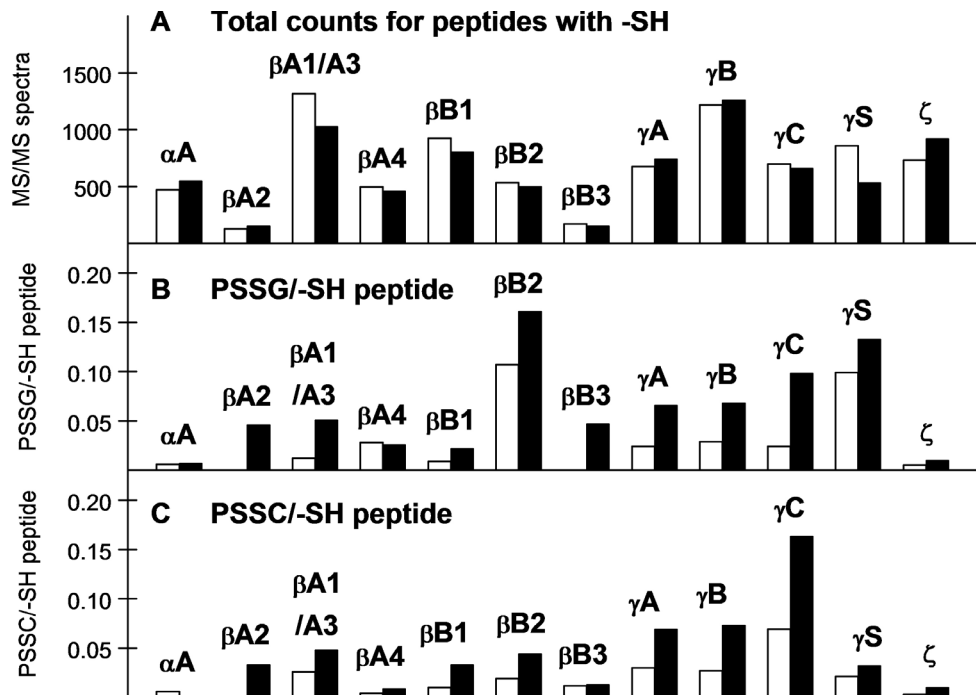 A Total counts for peptides with -SH
MS/MS spectra
1500
1000
500
αA
βA2
βA1/A3
βA4
βB1
βB2
βB3
γA
γB
γC
γS
ζ
B PSSG/-SH peptide
PSSG/-SH peptide
0.20
0.15
0.10
0.05
αA
βA2
βA1
/A3
βA4
βB1
βB2
βB3
γA
γB
γC
γS
ζ
C PSSC/-SH peptide
PSSC/-SH peptide
0.20
0.15
0.10
0.05
αA
βA2
βA1
/A3
βA4
βB1
βB2
βB3
γA
γB
γC
γS
ζ